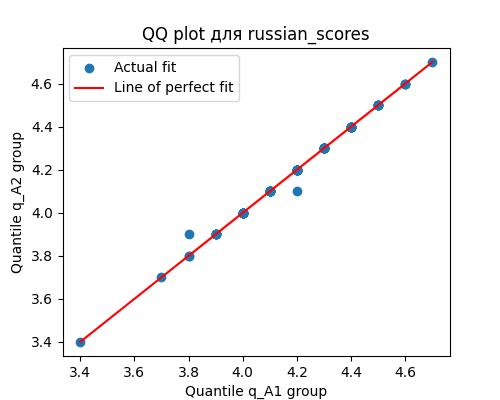 QQ plot для russian_scores
Actual fit
Line of perfect fit
Quantile q_A2 group
4.6
4.4
4.2
4.0
3.8
3.6
3.4
3.4 3.6 3.8 4.0 4.2 4.4 4.6
Quantile q_A1 group